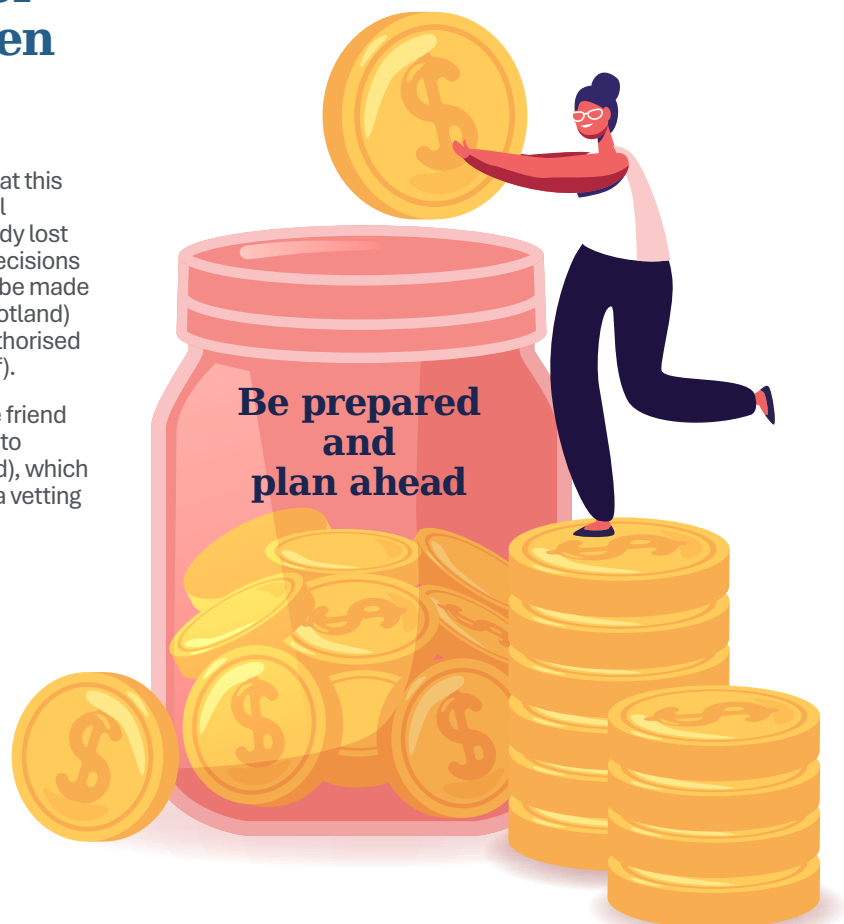 en
at this
l
dy lost
ecisions
be made
otland)
thorised
f).
e friend
to
d), which
a vetting
Be prepared
and
plan ahead